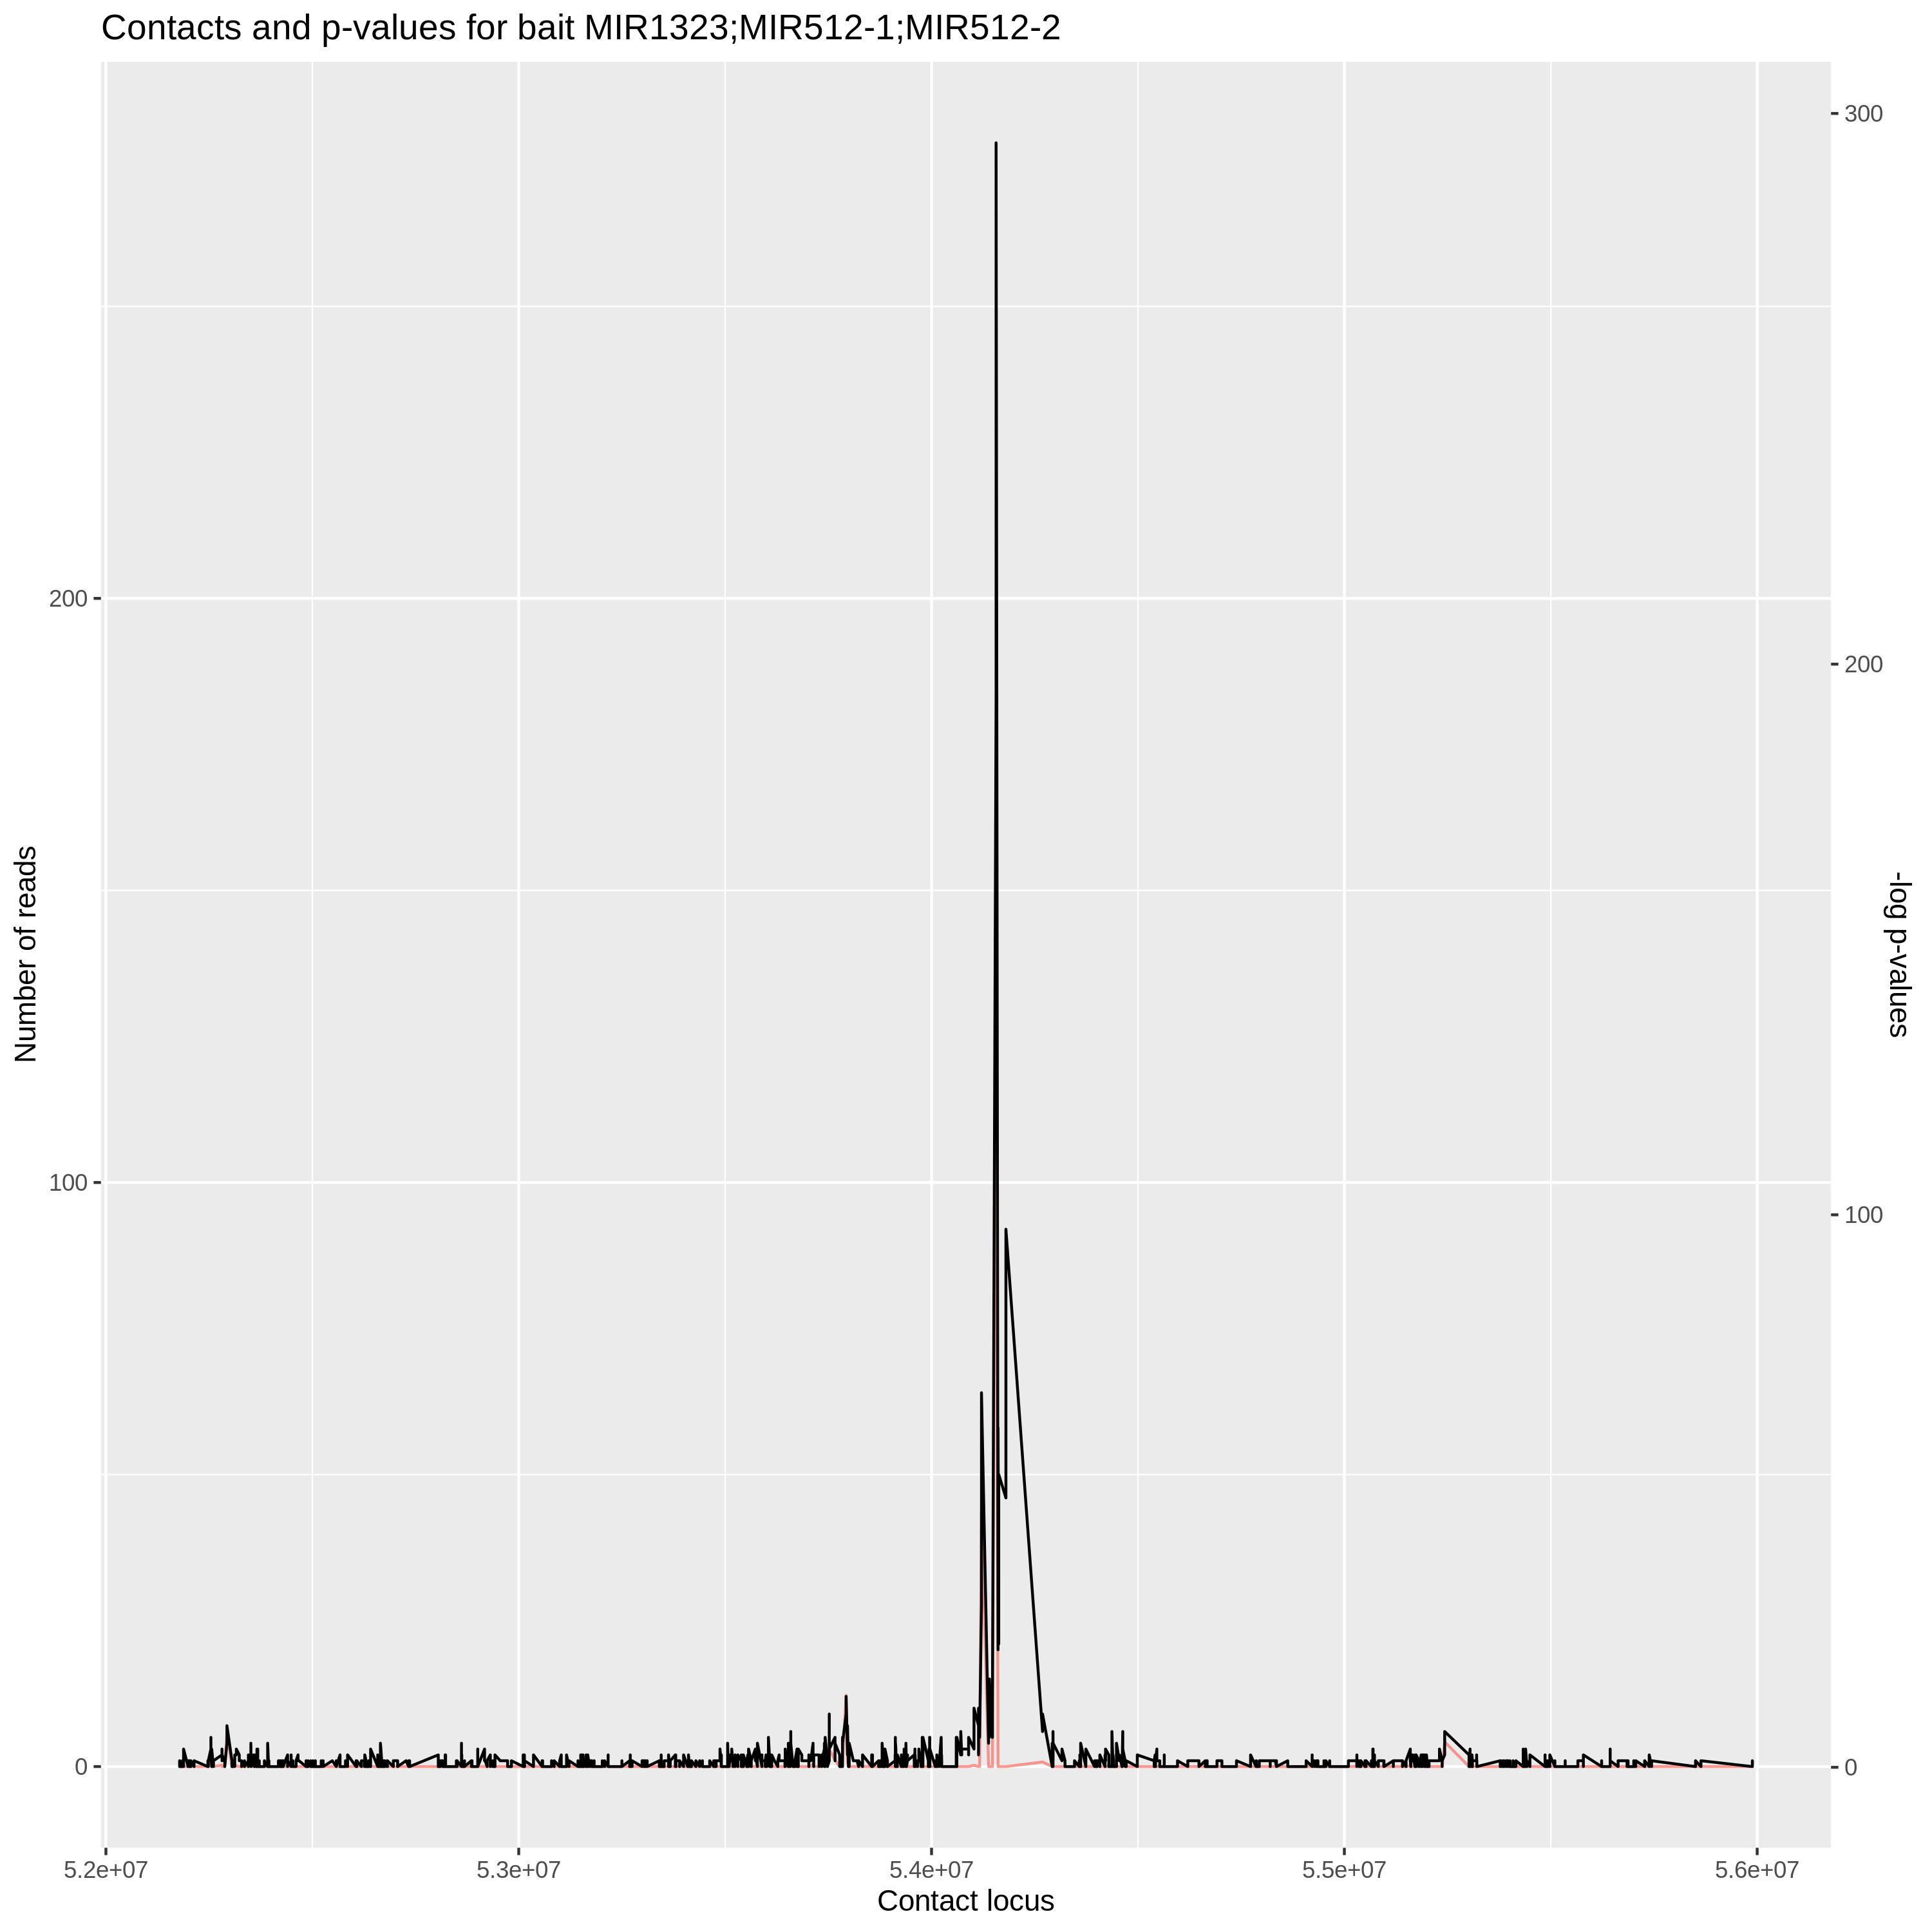 Contacts and p-values for bait MIR1323;MIR512-1;MIR512-2
300
200
200
100
100
0
0
Number of reads
-log p-values
5.2e+07
5.3e+07
5.4e+07
5.5e+07
5.6e+07
Contact locus